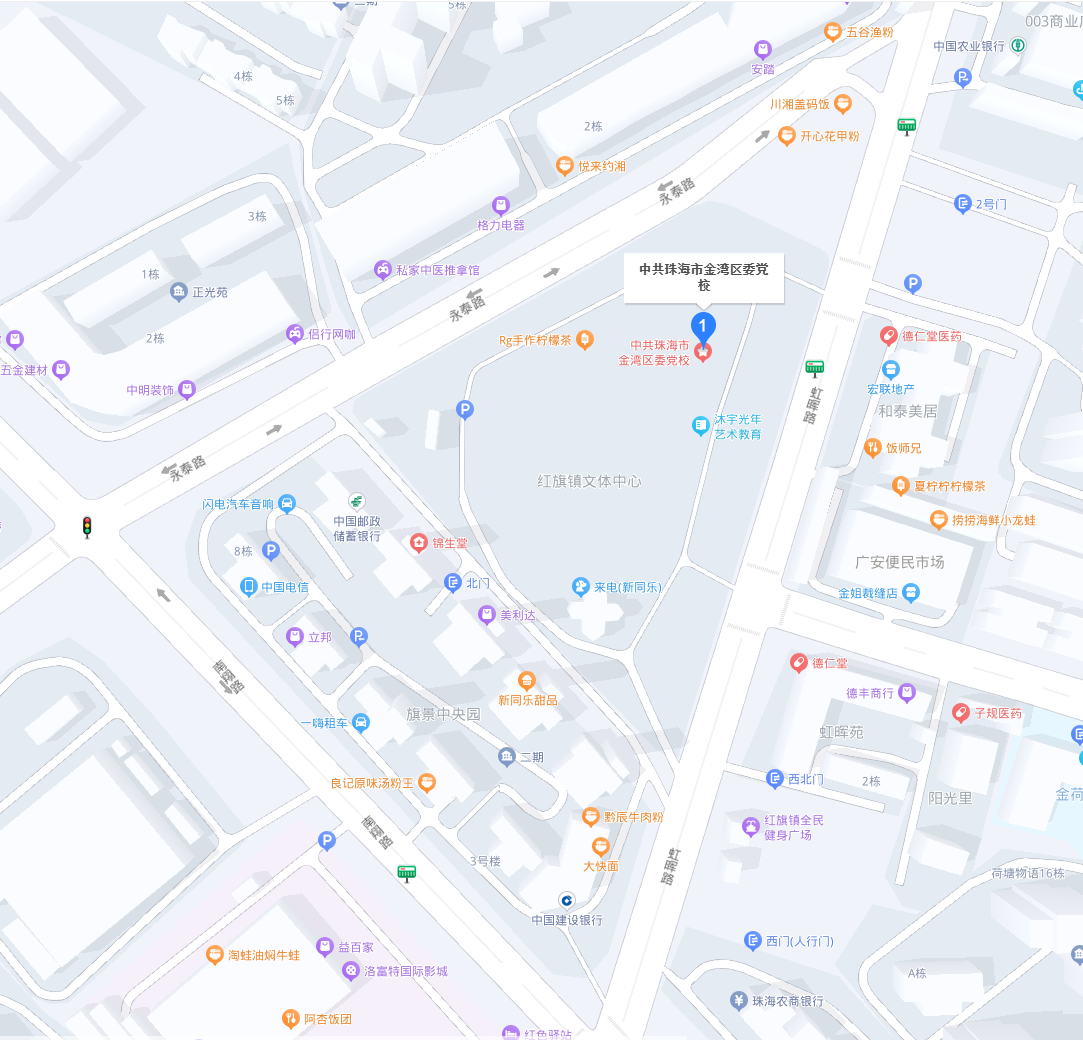 二期
5栋
五谷渔粉
003商业广
中国农业银行
安踏
4栋
5栋
川湘盖码饭
2栋
开心花甲粉
悦来约湘
永泰路
2号门
3栋
格力电器
私家中医推拿馆
1栋
正光苑
中共珠海市金湾区委党
校
1
永泰路
2栋
侣行网咖
Rg手作柠檬茶
中共珠海市
金湾区委党校
德仁堂医药
五金建材
中明装饰
宏联地产
虹晖路
和泰美居
沐宇光年
艺术教育
饭师兄
永泰路
红旗镇文体中心
夏柠柠柠檬茶
闪电汽车音响
中国邮政
储蓄银行
捞捞海鲜小龙蛙
锦生堂
8栋
广安便民市场
中国电信
北门
来电(新同乐)
金姐裁缝店
美利达
立邦
德仁堂
南翔路
新同乐甜品
德丰商行
子规医药
旗景中央园
一嗨租车
虹晖苑
二期
良记原味汤粉王
西北门
2栋
阳光里
金荷
黔辰牛肉粉
红旗镇全民
健身广场
南翔路
3号楼
大快面
虹晖路
荷塘物语16栋
中国建设银行
益百家
西门(人行门)
淘蛙油焖牛蛙
洛富特国际影城
A栋
珠海农商银行
阿杏饭团
红色驿站